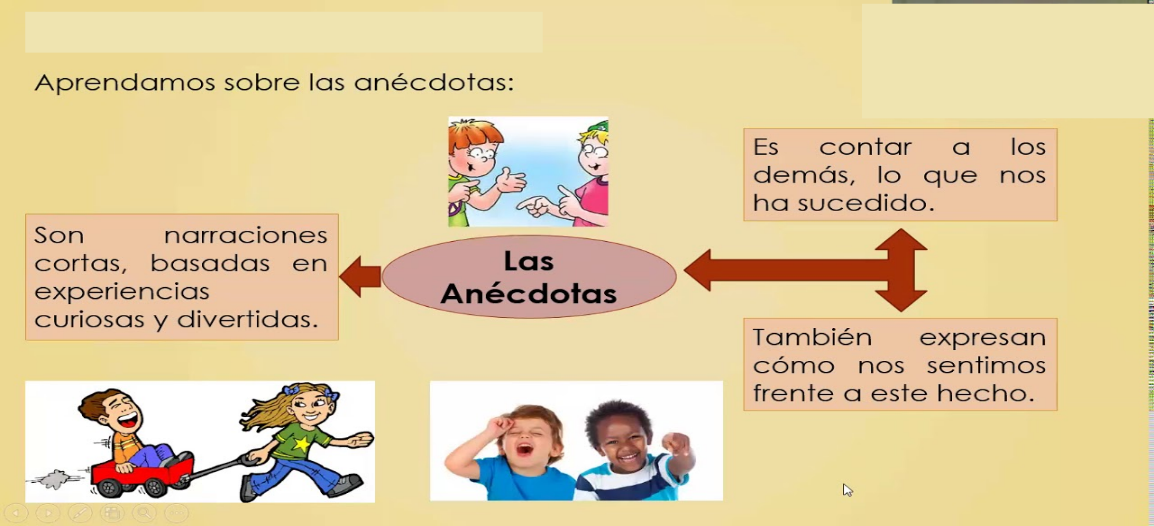 Aprendamos sobre las anécdotas:
Es contar a los
demás, lo que nos
ha sucedido.
Son narraciones
cortas, basadas en
experiencias
curiosas y divertidas.
Las
Anécdotas
También expresan
cómo nos sentimos
frente a este hecho.